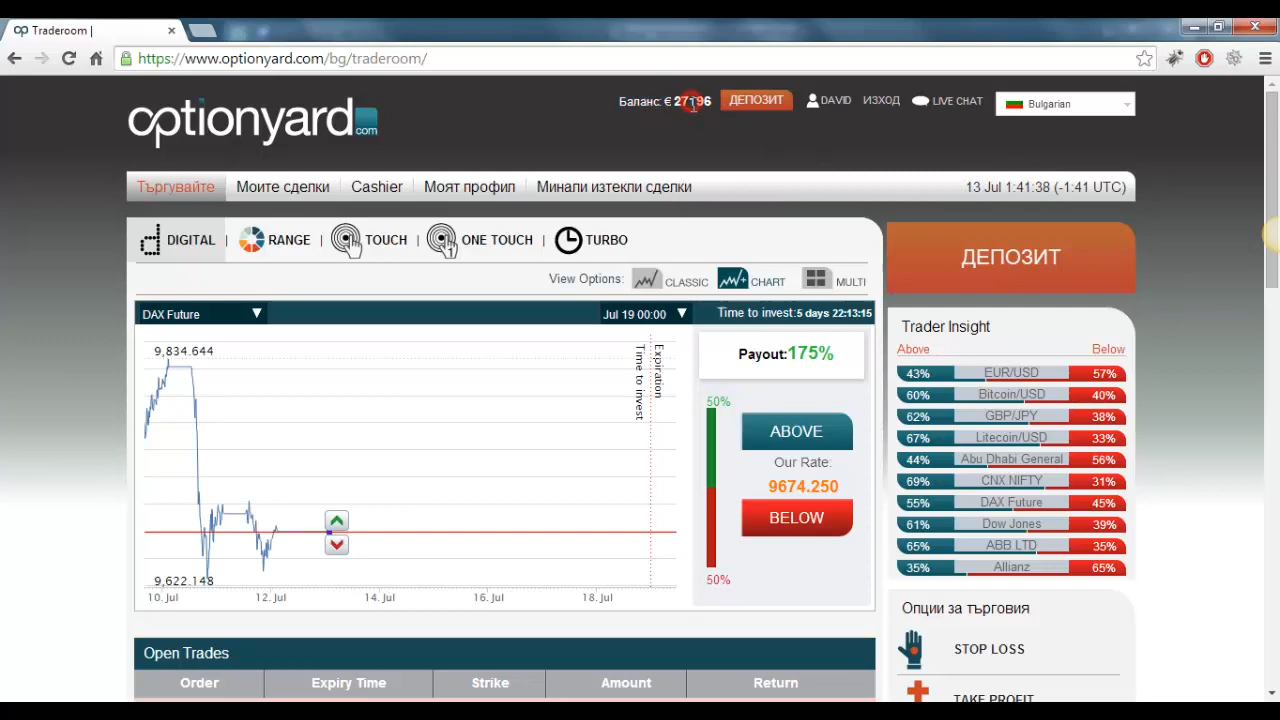 Traderoom |
https://www.optionyard.com/bg/traderoom/
optionyard.com
Баланс: € 27196 ДЕПОЗИТ DAVID ИЗХОД LIVE CHAT Bulgarian
Търгувайте Моите сделки Cashier Моят профил Минали изтекли сделки 13 Jul 1:41:38 (-1:41 UTC)
DIGITAL | RANGE | TOUCH | ONE TOUCH | TURBO
View Options: CLASSIC CHART MULTI
DAX Future Jul 19 00:00 Time to invest:5 days 22:13:15
9,834.644
Time to invest
Expiration
9,622.148
10. Jul 12. Jul 14. Jul 16. Jul 18. Jul
Payout:175%
50%
ABOVE
Our Rate:
9674.250
BELOW
50%
ДЕПОЗИТ
Trader Insight
Above Below
43% EUR/USD 57%
60% Bitcoin/USD 40%
62% GBP/JPY 38%
67% Litecoin/USD 33%
44% Abu Dhabi General 56%
69% CNX NIFTY 31%
55% DAX Future 45%
61% Dow Jones 39%
65% ABB LTD 35%
35% Allianz 65%
Опции за търговия
STOP LOSS
TAKE PROFIT
Open Trades
Order Expiry Time Strike Amount Return